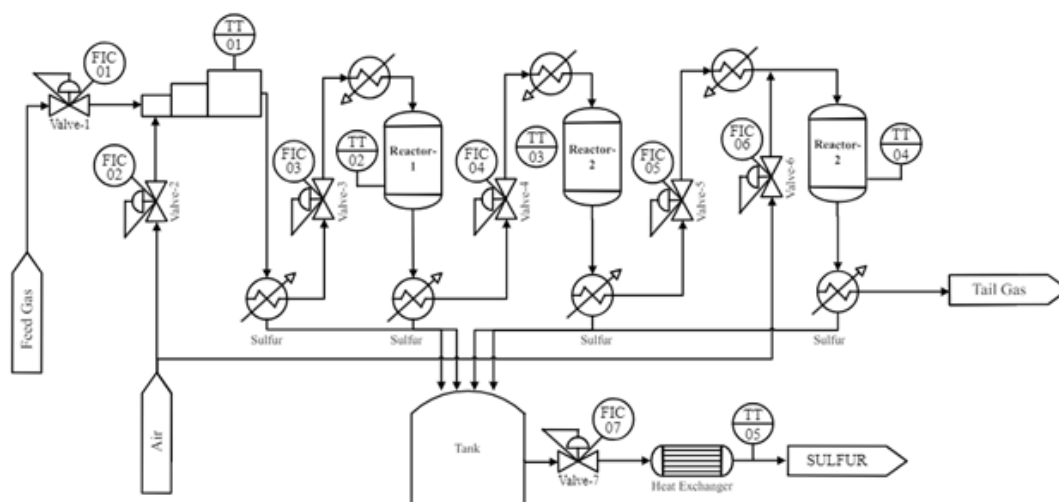 TT
01
FIC
01
Valve-1
FIC
02
Valve-2
Feed Gas
Air
FIC
03
Valve-3
TT
02
Reactor-
1
FIC
04
Valve-4
TT
03
Reactor-
2
FIC
05
Valve-5
FIC
06
Valve-6
Reactor-
2
TT
04
Sulfur
Sulfur
Sulfur
Sulfur
Tail Gas
Tank
FIC
07
Valve-7
Heat Exchanger
TT
05
SULFUR